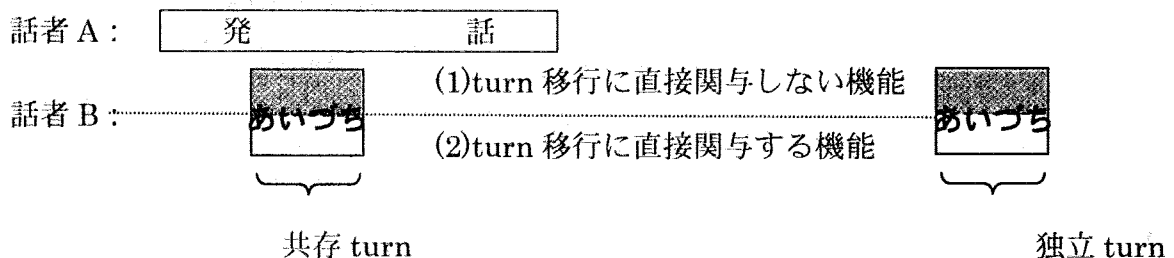 話者 A： 発話
(1)turn 移行に直接関与しない機能
話者 B： あいづち あいづち
(2)turn 移行に直接関与する機能
共存 turn 独立 turn